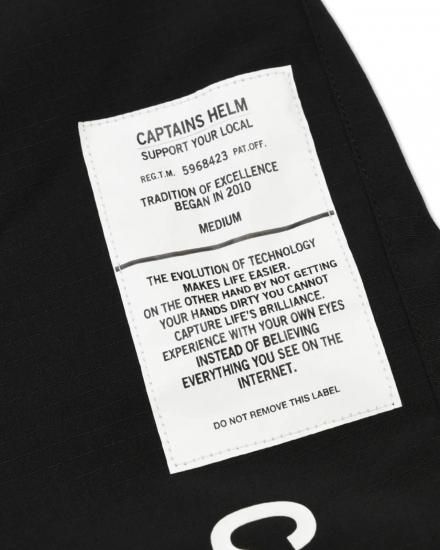 CAPTAINS HELM
SUPPORT YOUR LOCAL
REG.T.M. 5968423 PAT.OFF.
TRADITION OF EXCELLENCE
BEGAN IN 2010
MEDIUM
THE EVOLUTION OF TECHNOLOGY
MAKES LIFE EASIER.
ON THE OTHER HAND BY NOT GETTING
YOUR HANDS DIRTY YOU CANNOT
CAPTURE LIFE'S BRILLIANCE.
EXPERIENCE WITH YOUR OWN EYES
INSTEAD OF BELIEVING
EVERYTHING YOU SEE ON THE
INTERNET.
DO NOT REMOVE THIS LABEL
C